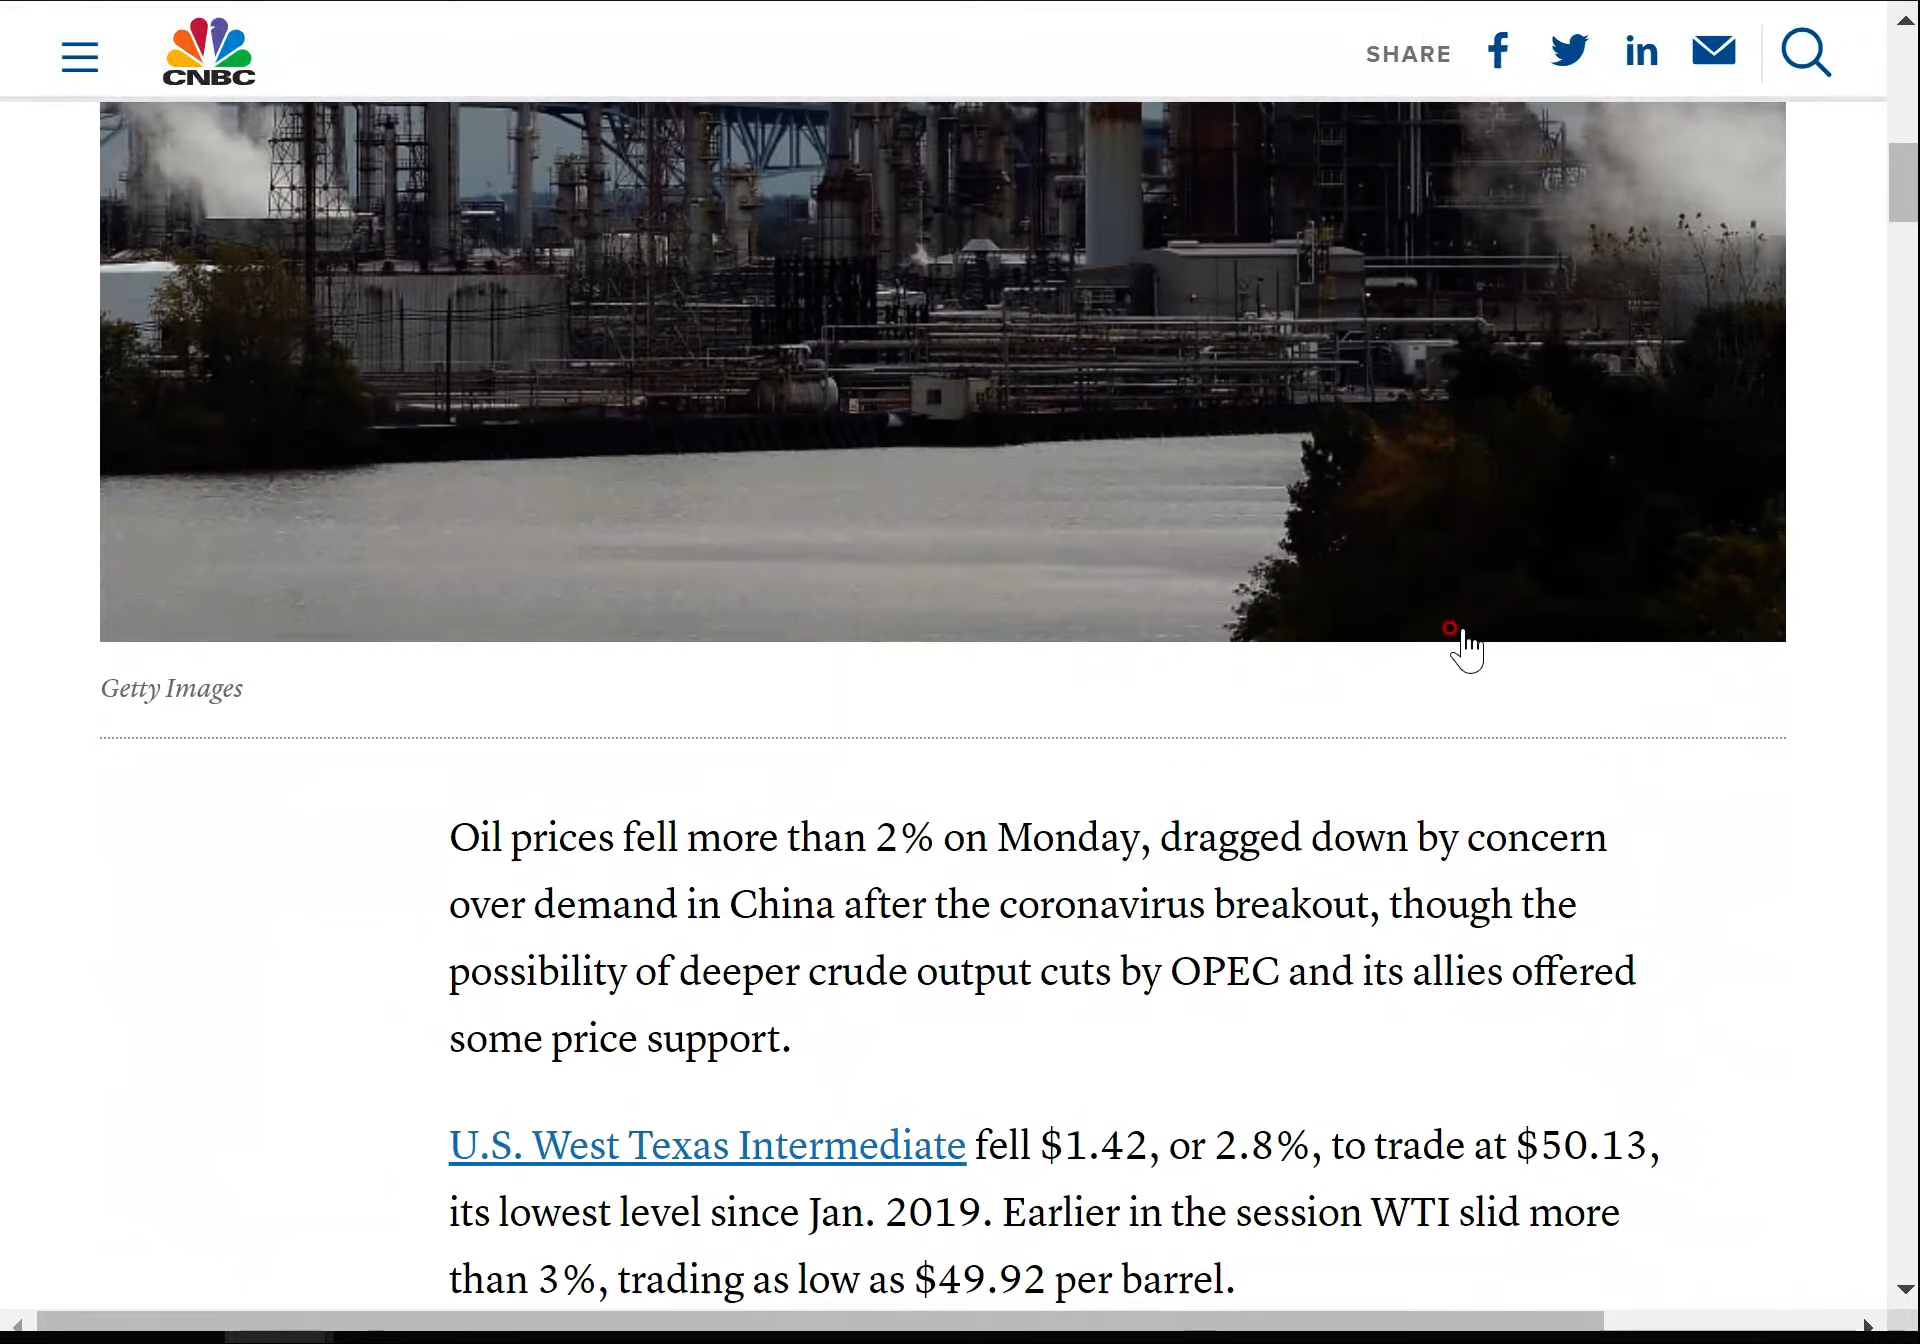 CNBC
SHARE
Getty Images
Oil prices fell more than 2% on Monday, dragged down by concern
over demand in China after the coronavirus breakout, though the
possibility of deeper crude output cuts by OPEC and its allies offered
some price support.
U.S. West Texas Intermediate fell $1.42, or 2.8%, to trade at $50.13,
its lowest level since Jan. 2019. Earlier in the session WTI slid more
than 3%, trading as low as $49.92 per barrel.